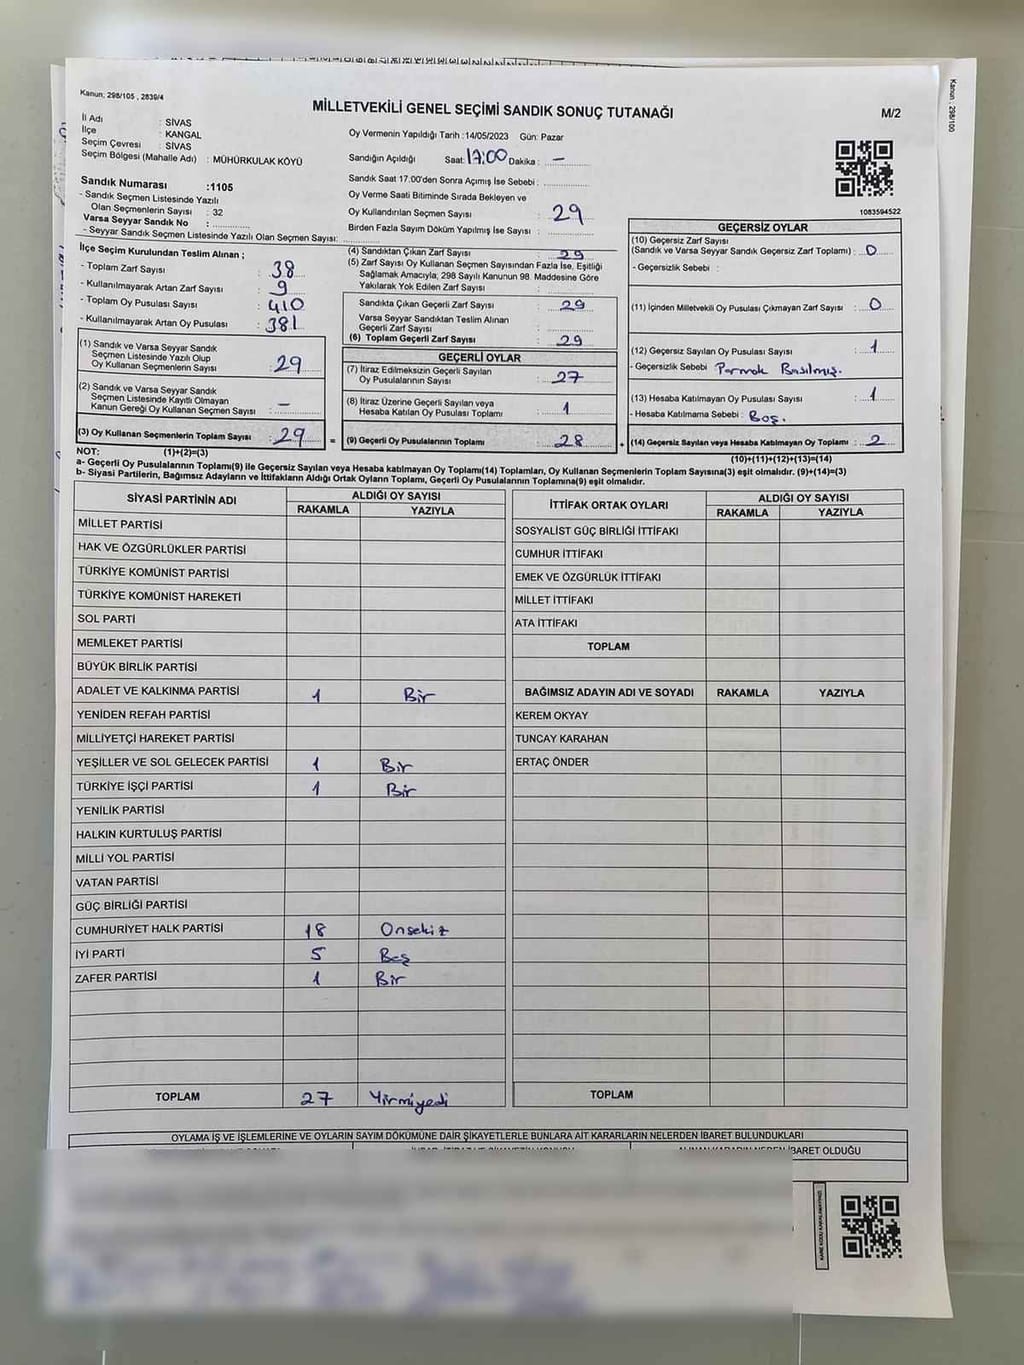 Kanun; 298/105 , 2839/4
Kanun : 298/100
MİLLETVEKİLİ GENEL SEÇİMİ SANDIK SONUÇ TUTANAĞI
M/2
İl Adı : SİVAS
İlçe : KANGAL
Seçim Çevresi : SİVAS
Seçim Bölgesi (Mahalle Adı) : MÜHÜRKULAK KÖYÜ
Sandık Numarası :1105
- Sandık Seçmen Listesinde Yazılı
Olan Seçmenlerin Sayısı : 32
Varsa Seyyar Sandık No :
- Seyyar Sandık Seçmen Listesinde Yazılı Olan Seçmen Sayısı:
Oy Vermenin Yapıldığı Tarih :14/05/2023 Gün: Pazar
Sandığın Açıldığı Saat: 17:00 Dakika : —
Sandık Saat 17.00'den Sonra Açımış İse Sebebi :
Oy Verme Saati Bitiminde Sırada Bekleyen ve
Oy Kullandırılan Seçmen Sayısı : 29
Birden Fazla Sayım Döküm Yapılmış İse Sayısı :
1083594522
İlçe Seçim Kurulundan Teslim Alınan ;
- Toplam Zarf Sayısı : 38
- Kullanılmayarak Artan Zarf Sayısı : 9
- Toplam Oy Pusulası Sayısı : 410
- Kullanılmayarak Artan Oy Pusulası : 381
(1) Sandık ve Varsa Seyyar Sandık
Seçmen Listesinde Yazılı Olup
Oy Kullanan Seçmenlerin Sayısı : 29
(2) Sandık ve Varsa Seyyar Sandık
Seçmen Listesinde Kayıtlı Olmayan
Kanun Gereği Oy Kullanan Seçmen Sayısı : –
(3) Oy Kullanan Seçmenlerin Toplam Sayısı : 29 =
(1)+(2)=(3)
(4) Sandıktan Çıkan Zarf Sayısı : 29
(5) Zarf Sayısı Oy Kullanan Seçmen Sayısından Fazla İse, Eşitliği
Sağlamak Amacıyla; 298 Sayılı Kanunun 98. Maddesine Göre
Yakılarak Yok Edilen Zarf Sayısı :
Sandıkta Çıkan Geçerli Zarf Sayısı : 29
Varsa Seyyar Sandıktan Teslim Alınan
Geçerli Zarf Sayısı :
(6) Toplam Geçerli Zarf Sayısı : 29
GEÇERLİ OYLAR
(7) İtiraz Edilmeksizin Geçerli Sayılan
Oy Pusulalarının Sayısı : 27
(8) İtiraz Üzerine Geçerli Sayılan veya
Hesaba Katılan Oy Pusulası Toplamı : 1
(9) Geçerli Oy Pusulalarının Toplamı : 28 +
GEÇERSİZ OYLAR
(10) Geçersiz Zarf Sayısı
(Sandık ve Varsa Seyyar Sandık Geçersiz Zarf Toplamı) : 0
- Geçersizlik Sebebi :
(11) İçinden Milletvekili Oy Pusulası Çıkmayan Zarf Sayısı : 0
(12) Geçersiz Sayılan Oy Pusulası Sayısı : 1
- Geçersizlik Sebebi Parmak Basılmış.
(13) Hesaba Katılmayan Oy Pusulası Sayısı : 1
- Hesaba Katılmama Sebebi : Boş.
(14) Geçersiz Sayılan veya Hesaba Katılmayan Oy Toplamı : 2
(10)+(11)+(12)+(13)=(14)
NOT:
a- Geçerli Oy Pusulalarının Toplamı(9) ile Geçersiz Sayılan veya Hesaba katılmayan Oy Toplamı(14) Toplamları, Oy Kullanan Seçmenlerin Toplam Sayısına(3) eşit olmalıdır. (9)+(14)=(3)
b- Siyasi Partilerin, Bağımsız Adayların ve İttifakların Aldığı Ortak Oyların Toplamı, Geçerli Oy Pusulalarının Toplamına(9) eşit olmalıdır.
SİYASİ PARTİNİN ADI ALDIĞI OY SAYISI
RAKAMLA YAZIYLA
MİLLET PARTİSİ
HAK VE ÖZGÜRLÜKLER PARTİSİ
TÜRKİYE KOMÜNİST PARTİSİ
TÜRKİYE KOMÜNİST HAREKETİ
SOL PARTİ
MEMLEKET PARTİSİ
BÜYÜK BİRLİK PARTİSİ
ADALET VE KALKINMA PARTİSİ 1 Bir
YENİDEN REFAH PARTİSİ
MİLLİYETÇİ HAREKET PARTİSİ
YEŞİLLER VE SOL GELECEK PARTİSİ 1 Bir
TÜRKİYE İŞÇİ PARTİSİ 1 Bir
YENİLİK PARTİSİ
HALKIN KURTULUŞ PARTİSİ
MİLLİ YOL PARTİSİ
VATAN PARTİSİ
GÜÇ BİRLİĞİ PARTİSİ
CUMHURİYET HALK PARTİSİ 18 Onsekiz
İYİ PARTİ 5 Beş
ZAFER PARTİSİ 1 Bir
TOPLAM 27 Yirmiyedi
İTTİFAK ORTAK OYLARI ALDIĞI OY SAYISI
RAKAMLA YAZIYLA
SOSYALİST GÜÇ BİRLİĞİ İTTİFAKI
CUMHUR İTTİFAKI
EMEK VE ÖZGÜRLÜK İTTİFAKI
MİLLET İTTİFAKI
ATA İTTİFAKI
TOPLAM
BAĞIMSIZ ADAYIN ADI VE SOYADI RAKAMLA YAZIYLA
KEREM OKYAY
TUNCAY KARAHAN
ERTAÇ ÖNDER
TOPLAM
OYLAMA İŞ VE İŞLEMLERİNE VE OYLARIN SAYIM DÖKÜMÜNE DAİR ŞİKAYETLERLE BUNLARA AİT KARARLARIN NELERDEN İBARET BULUNDUKLARI
İBARET OLDUĞU